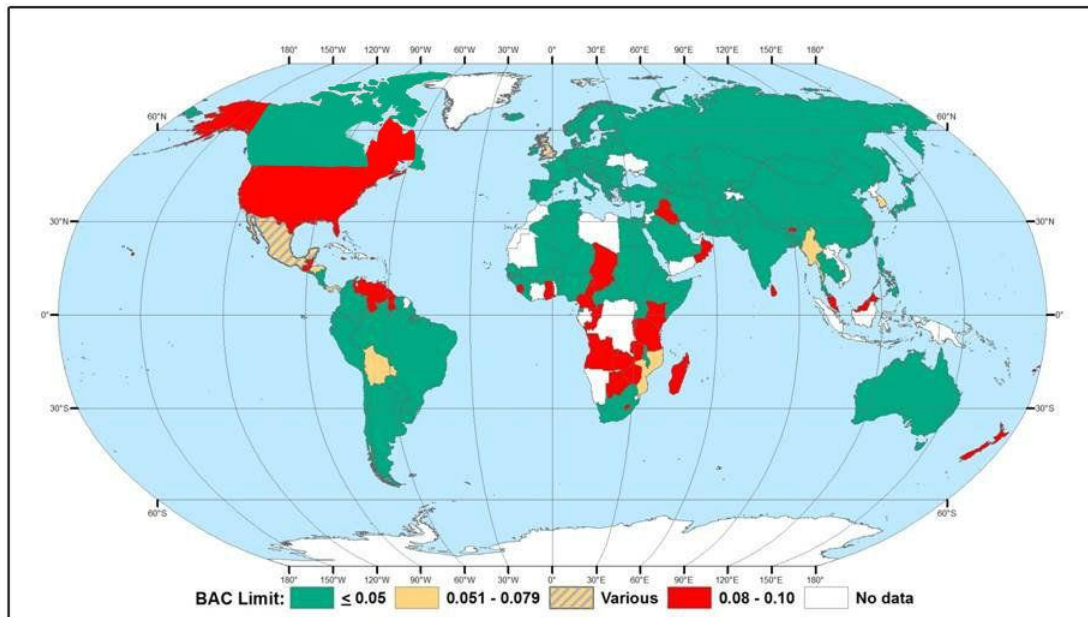 180° 150°W 120°W 90°W 60°W 30°W 0° 30°E 60°E 90°E 120°E 150°E 180°
60°N 60°N
30°N 30°N
0° 0°
30°S 30°S
60°S 60°S
180° 150°W 120°W 90°W 60°W 30°W 0° 30°E 60°E 90°E 120°E 150°E 180°
BAC Limit: ≤ 0.05 0.051 - 0.079 Various 0.08 - 0.10 No data